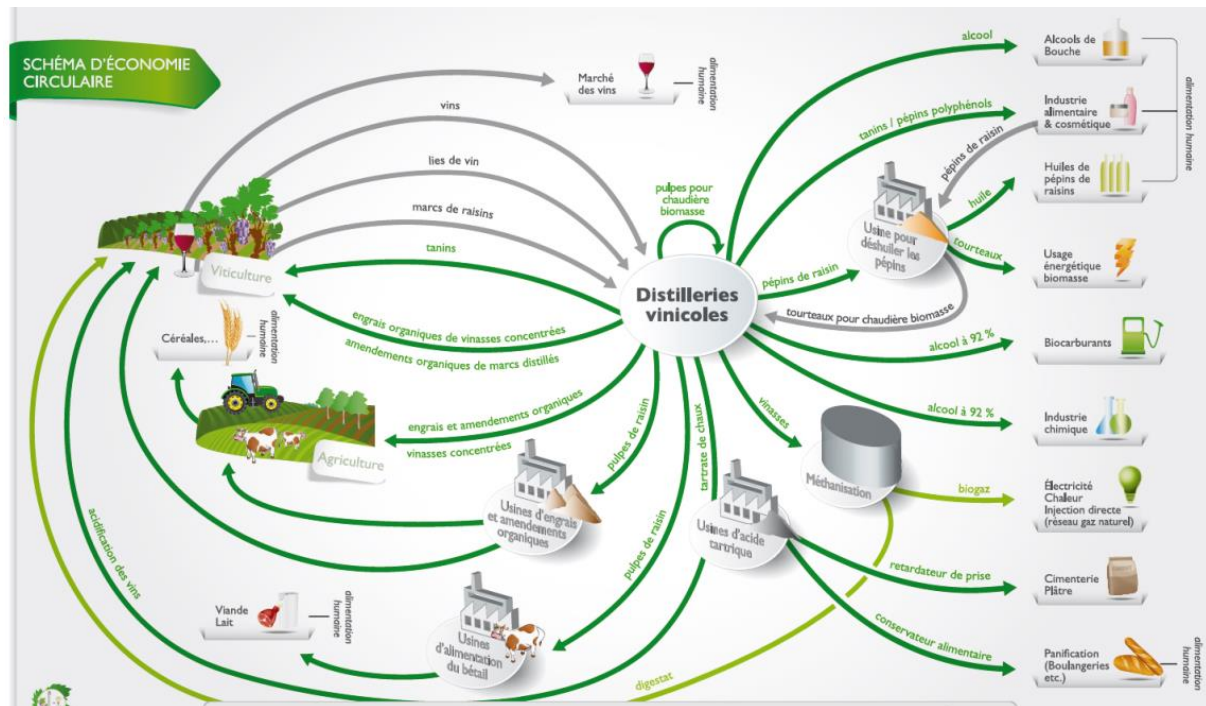 SCHÉMA D'ÉCONOMIE
CIRCULAIRE
Marché
des vins
alimentation
humaine
vins
lies de vin
marcs de raisins
tanins
engrais organiques de vinasses concentrées
amendements organiques de marcs distillés
engrais et amendements organiques
vinasses concentrées
Viticulture
Céréales,...
alimentation
humaine
Agriculture
acidification des vins
Viande
Lait
alimentation
humaine
pulpes pour
chaudière
biomasse
Distilleries
vinicoles
pulpes de raisin
Usines d'engrais
et amendements
organiques
pulpes de raisin
Usines
d'alimentation
du bétail
tartrate de chaux
Usines d'acide
tartrique
vinasses
Méthanisation
digestat
alcool
tanins / pépins polyphénols
pépins de raisin
pépins de raisin
Usine pour
déshuiler les
pépins
huile
tourteaux
tourteaux pour chaudière biomasse
alcool à 92 %
alcool à 92 %
biogaz
retardateur de prise
conservateur alimentaire
Alcools de
Bouche
Industrie
alimentaire
& cosmétique
Huiles de
pépins de
raisins
alimentation humaine
Usage
énergétique
biomasse
Biocarburants
Industrie
chimique
Électricité
Chaleur
Injection directe
(réseau gaz naturel)
Cimenterie
Plâtre
Panification
(Boulangeries
etc.)
alimentation
humaine